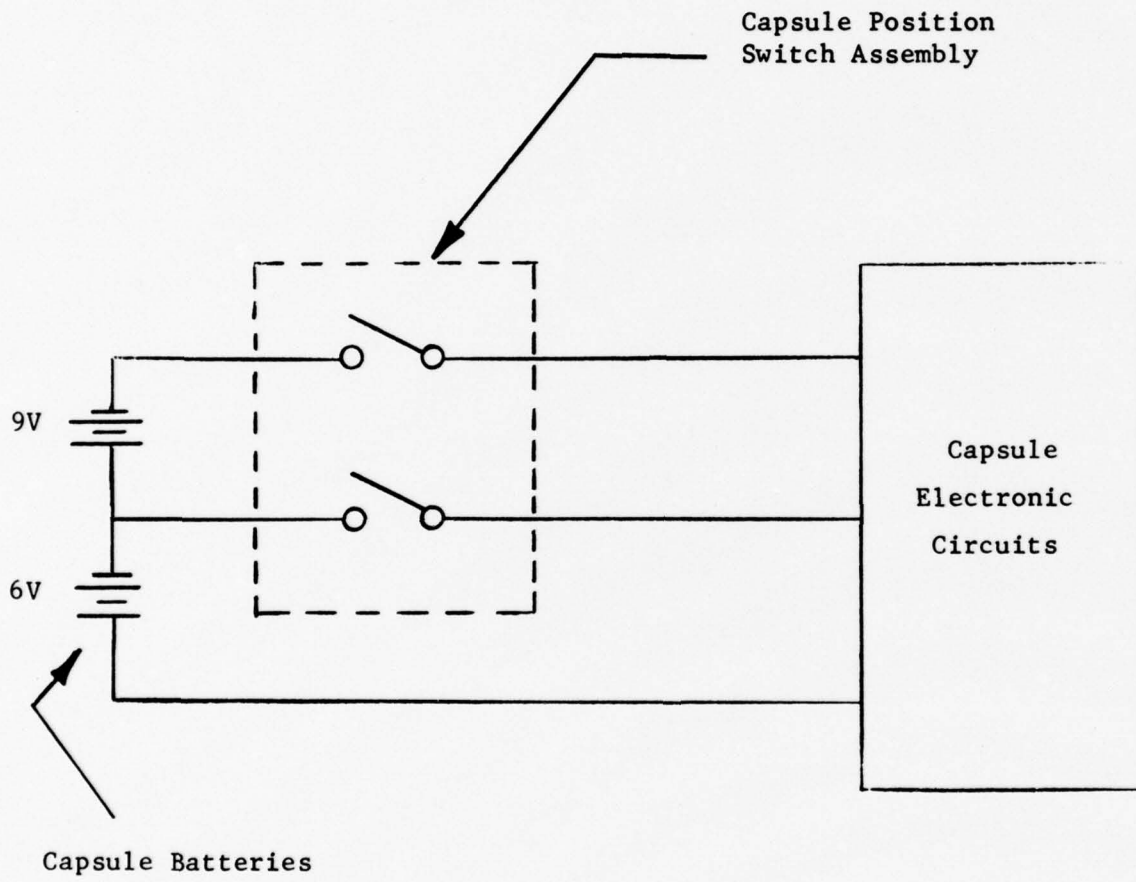 Capsule Position
Switch Assembly
9V
6V
Capsule
Electronic
Circuits
Capsule Batteries